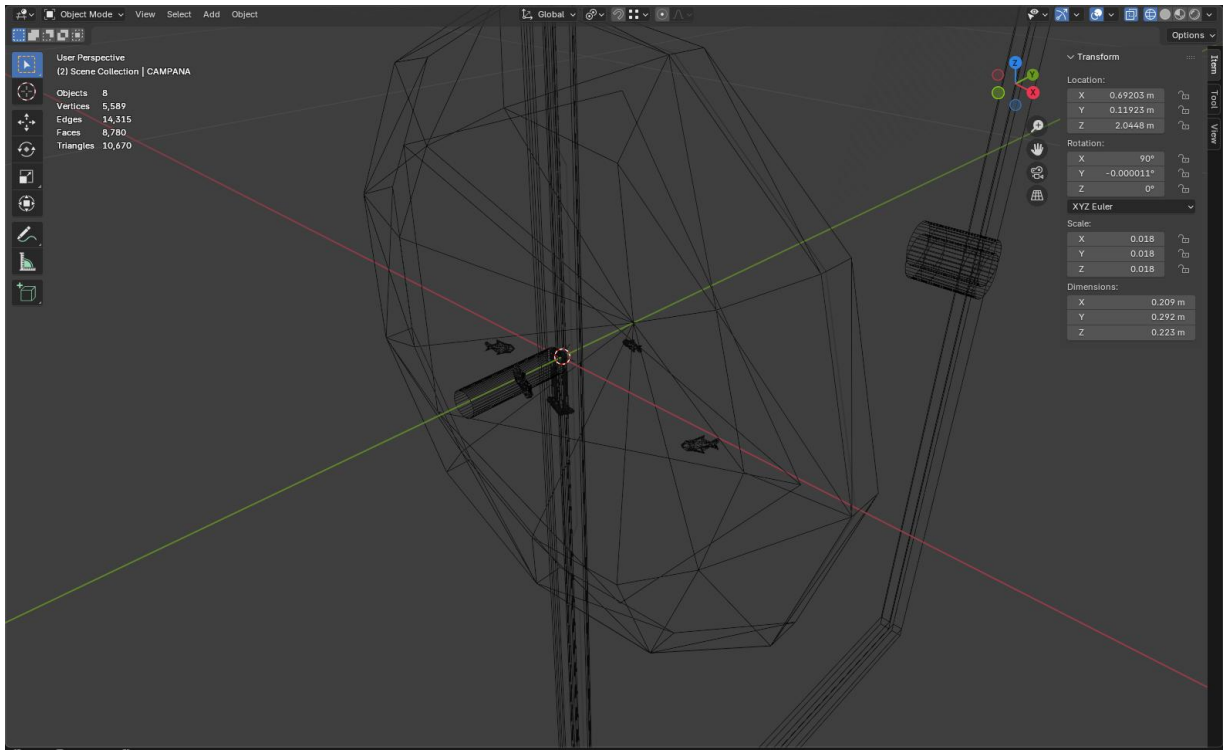 Object Mode View Select Add Object Global
Options
User Perspective
(2) Scene Collection | CAMPANA
Objects 8
Vertices 5,589
Edges 14,315
Faces 8,780
Triangles 10,670
Z
Y
X
Transform
Location:
X 0.69203 m
Y 0.11923 m
Z 2.0448 m
Rotation:
X 90°
Y -0.000011°
Z 0°
XYZ Euler
Scale:
X 0.018
Y 0.018
Z 0.018
Dimensions:
X 0.209 m
Y 0.292 m
Z 0.223 m
Item
Tool
View